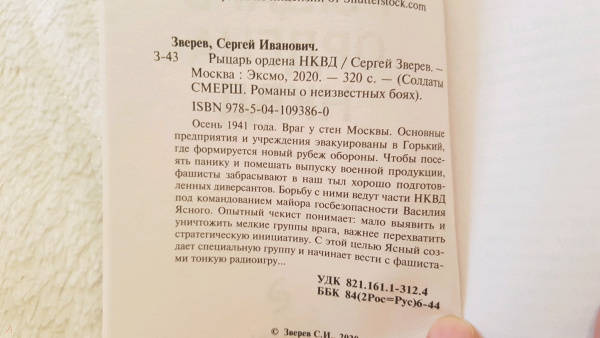 лицензии, от Shutterstock.com
Зверев, Сергей Иванович.
З-43 Рыцарь ордена НКВД / Сергей Зверев. –
Москва : Эксмо, 2020. — 320 с. — (Солдаты
СМЕРШ. Романы о неизвестных боях).
ISBN 978-5-04-109386-0
Осень 1941 года. Враг у стен Москвы. Основные
предприятия и учреждения эвакуированы в Горький,
где формируется новый рубеж обороны. Чтобы посе-
ять панику и помешать выпуску военной продукции,
фашисты забрасывают в наш тыл хорошо подготов-
ленных диверсантов. Борьбу с ними ведут части НКВД
под командованием майора госбезопасности Василия
Ясного. Опытный чекист понимает: мало выявить и
уничтожить мелкие группы врага, важнее перехватить
стратегическую инициативу. С этой целью Ясный соз-
дает специальную группу и начинает вести с фашиста-
ми тонкую радиоигру...
УДК 821.161.1-312.4
ББК 84(2Рос=Рус)6-44
© Зверев С.И., 2020